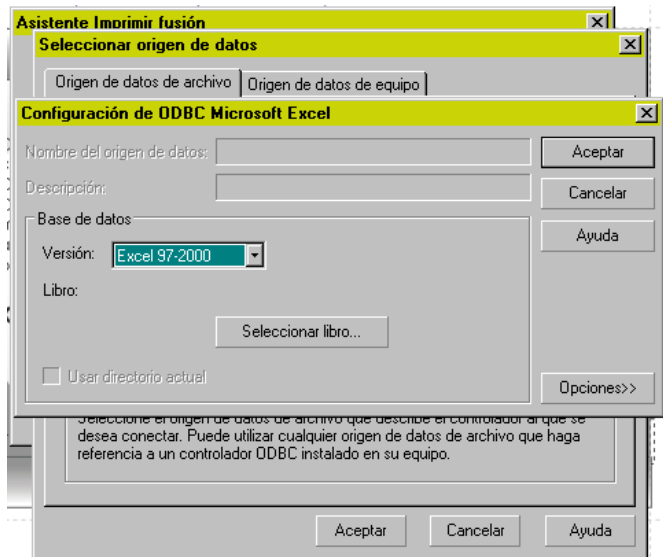 Asistente Imprimir fusión
Seleccionar origen de datos
Origen de datos de archivo Origen de datos de equipo
Configuración de ODBC Microsoft Excel
Nombre del origen de datos: Aceptar
Descripción: Cancelar
Base de datos
Ayuda
Versión: Excel 97-2000
Libro:
Seleccionar libro...
Usar directorio actual
Opciones>>
Seleccione el origen de datos de archivo que describe el controlador al que se
desea conectar. Puede utilizar cualquier origen de datos de archivo que haga
referencia a un controlador ODBC instalado en su equipo.
Aceptar Cancelar Ayuda